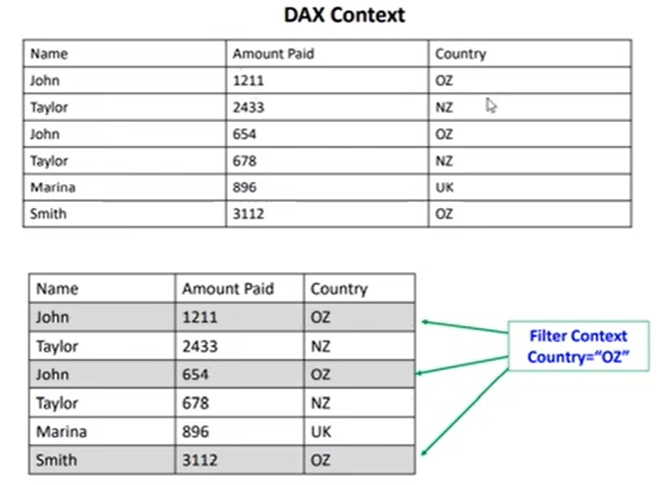 DAX Context
Name Amount Paid Country
John 1211 OZ
Taylor 2433 NZ
John 654 OZ
Taylor 678 NZ
Marina 896 UK
Smith 3112 OZ
Name Amount Paid Country
John 1211 OZ
Taylor 2433 NZ
John 654 OZ
Taylor 678 NZ
Marina 896 UK
Smith 3112 OZ
Filter Context
Country=“OZ”